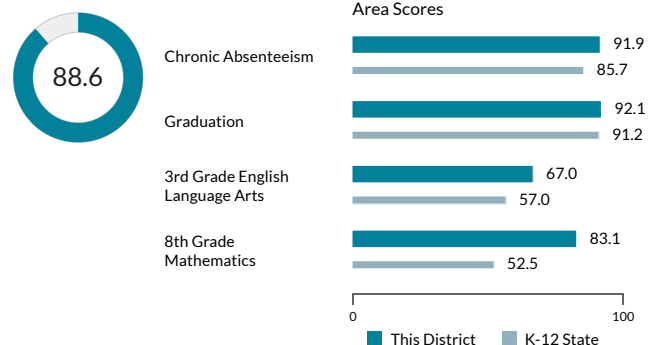 Area Scores
88.6
Chronic Absenteeism
91.9
85.7
Graduation
92.1
91.2
3rd Grade English
Language Arts
67.0
57.0
8th Grade
Mathematics
83.1
52.5
0 100
This District K-12 State